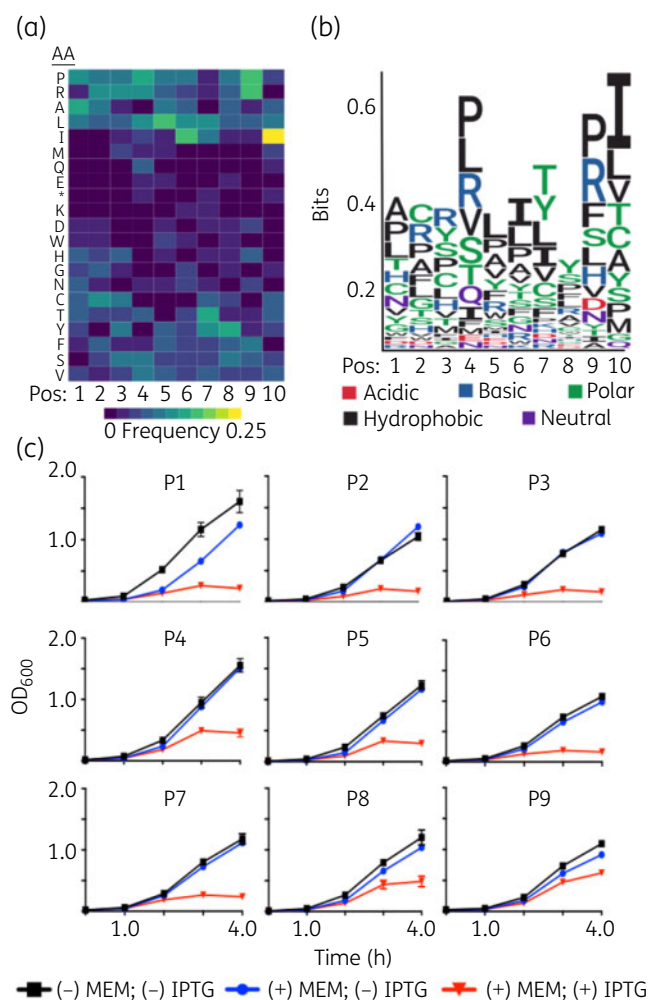 (a)
AA
P
R
A
L
I
M
Q
E
*
K
D
W
H
G
N
C
T
Y
F
S
V
Pos: 1 2 3 4 5 6 7 8 9 10
0 Frequency 0.25
(b)
Bits
0.6
0.4
0.2
A
P
L
T
H
C
N
C
R
P
A
F
L
G
R
Y
S
P
C
L
H
P
L
R
V
S
T
Q
I
L
P
A
S
F
R
I
L
P
T
Y
L
I
V
C
S
Y
S
P
P
R
F
S
L
H
V
D
N
Y
I
L
V
T
C
A
Y
S
P
M
G
Q
Pos: 1 2 3 4 5 6 7 8 9 10
Acidic Basic Polar
Hydrophobic Neutral
(c)
OD600
2.0
1.0
P1 P2 P3
2.0
1.0
P4 P5 P6
2.0
1.0
P7 P8 P9
1.0 4.0 1.0 4.0 1.0 4.0
Time (h)
(–) MEM; (–) IPTG (+) MEM; (–) IPTG (+) MEM; (+) IPTG